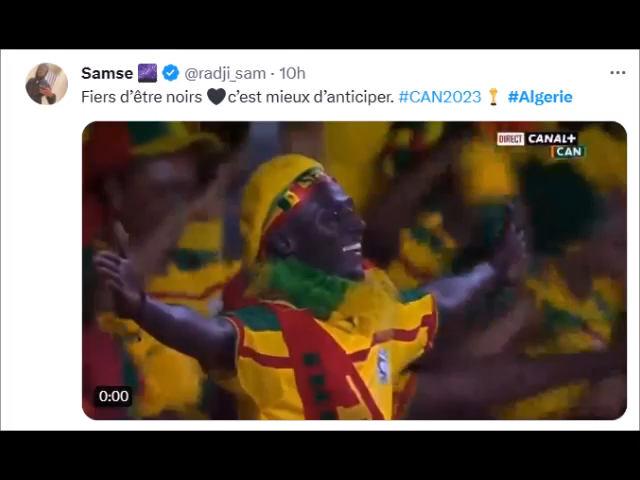 Samse @radji_sam · 10h
Fiers d’être noirs 🖤c’est mieux d’anticiper. #CAN2023 🏆 #Algerie
DIRECT CANAL+
CAN
0:00